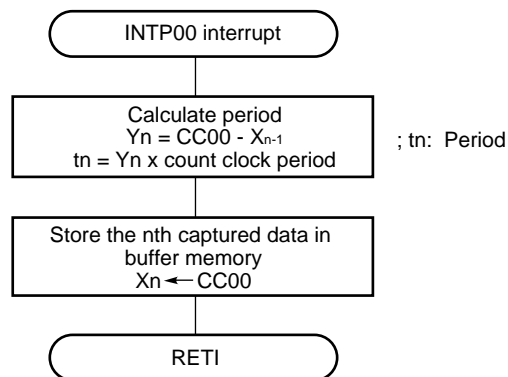 INTP00 interrupt
Calculate period
Yn = CC00 - Xn-1
tn = Yn x count clock period
; tn: Period
Store the nth captured data in
buffer memory
Xn ← CC00
RETI